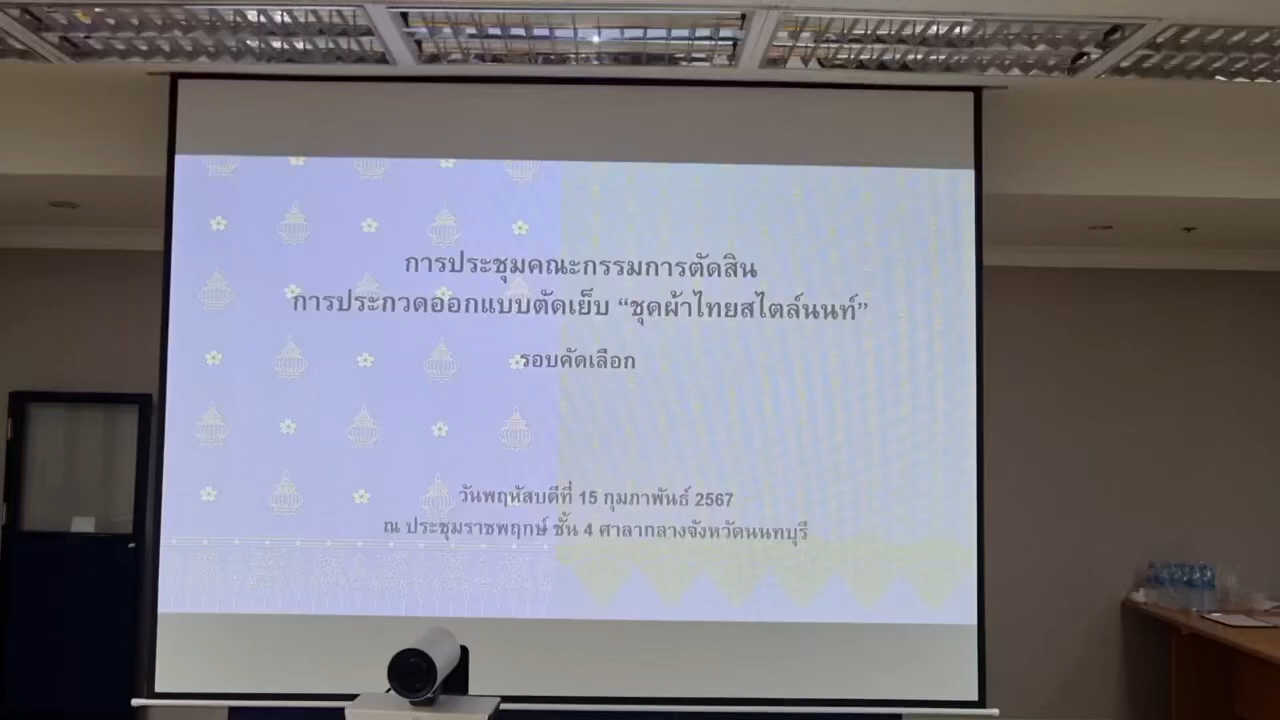 การประชุมคณะกรรมการตัดสิน
การประกวดออกแบบตัดเย็บ “ชุดผ้าไทยสไตล์นนท์”
รอบคัดเลือก
วันพฤหัสบดีที่ 15 กุมภาพันธ์ 2567
ณ ประชุมราชพฤกษ์ ชั้น 4 ศาลากลางจังหวัดนนทบุรี